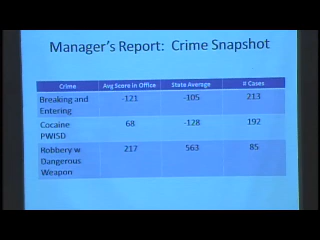 Manager's Report: Crime Snapshot
Crime Avg Score in Office State Average # Cases
Breaking and Entering -121 -105 213
Cocaine PWISD 68 -128 192
Robbery w Dangerous Weapon 217 563 85